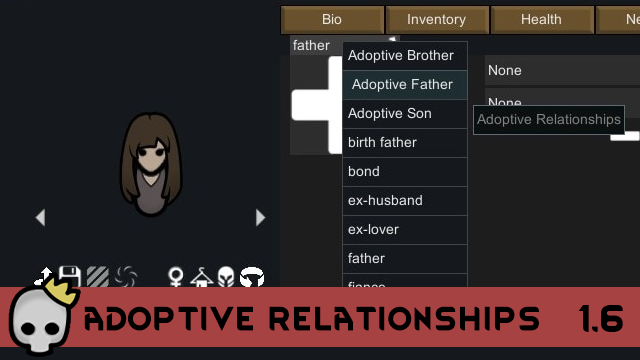 Bio
Inventory
Health
Ne
father
Adoptive Brother
Adoptive Father
Adoptive Son
birth father
bond
ex-husband
ex-lover
father
fiance
None
None
Adoptive Relationships
ADOPTIVE RELATIONSHIPS 1.6